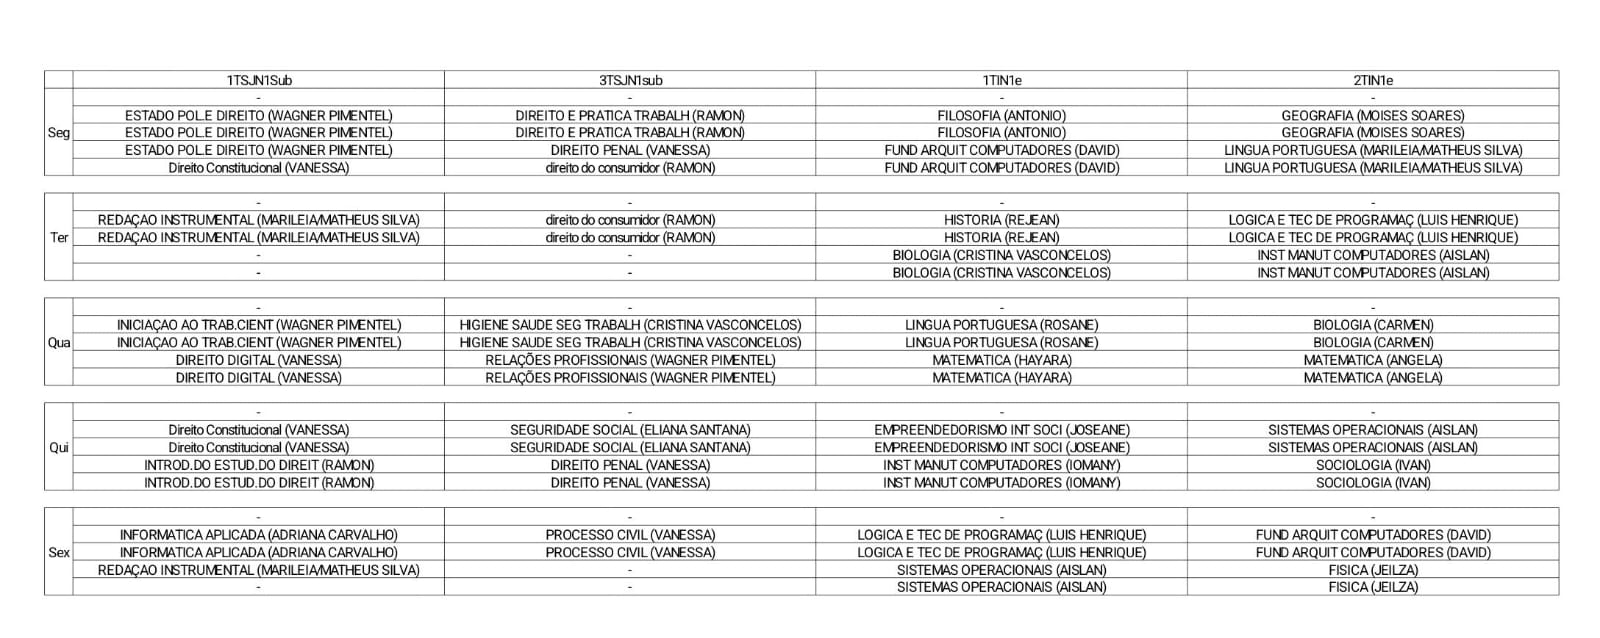 1TSJN1Sub 3TSJN1sub 1TIN1e 2TIN1e
- - - -
ESTADO POL.E DIREITO (WAGNER PIMENTEL) DIREITO E PRATICA TRABALH (RAMON) FILOSOFIA (ANTONIO) GEOGRAFIA (MOISES SOARES)
Seg ESTADO POL.E DIREITO (WAGNER PIMENTEL) DIREITO E PRATICA TRABALH (RAMON) FILOSOFIA (ANTONIO) GEOGRAFIA (MOISES SOARES)
ESTADO POL.E DIREITO (WAGNER PIMENTEL) DIREITO PENAL (VANESSA) FUND ARQUIT COMPUTADORES (DAVID) LINGUA PORTUGUESA (MARILEIA/MATHEUS SILVA)
Direito Constitucional (VANESSA) direito do consumidor (RAMON) FUND ARQUIT COMPUTADORES (DAVID) LINGUA PORTUGUESA (MARILEIA/MATHEUS SILVA)
- - - -
REDAÇAO INSTRUMENTAL (MARILEIA/MATHEUS SILVA) direito do consumidor (RAMON) HISTORIA (REJEAN) LOGICA E TEC DE PROGRAMAÇ (LUIS HENRIQUE)
Ter REDAÇAO INSTRUMENTAL (MARILEIA/MATHEUS SILVA) direito do consumidor (RAMON) HISTORIA (REJEAN) LOGICA E TEC DE PROGRAMAÇ (LUIS HENRIQUE)
- - BIOLOGIA (CRISTINA VASCONCELOS) INST MANUT COMPUTADORES (AISLAN)
- - BIOLOGIA (CRISTINA VASCONCELOS) INST MANUT COMPUTADORES (AISLAN)
- - - -
INICIAÇAO AO TRAB.CIENT (WAGNER PIMENTEL) HIGIENE SAUDE SEG TRABALH (CRISTINA VASCONCELOS) LINGUA PORTUGUESA (ROSANE) BIOLOGIA (CARMEN)
Qua INICIAÇAO AO TRAB.CIENT (WAGNER PIMENTEL) HIGIENE SAUDE SEG TRABALH (CRISTINA VASCONCELOS) LINGUA PORTUGUESA (ROSANE) BIOLOGIA (CARMEN)
DIREITO DIGITAL (VANESSA) RELAÇÕES PROFISSIONAIS (WAGNER PIMENTEL) MATEMATICA (HAYARA) MATEMATICA (ANGELA)
DIREITO DIGITAL (VANESSA) RELAÇÕES PROFISSIONAIS (WAGNER PIMENTEL) MATEMATICA (HAYARA) MATEMATICA (ANGELA)
- - - -
Direito Constitucional (VANESSA) SEGURIDADE SOCIAL (ELIANA SANTANA) EMPREENDEDORISMO INT SOCI (JOSEANE) SISTEMAS OPERACIONAIS (AISLAN)
Qui Direito Constitucional (VANESSA) SEGURIDADE SOCIAL (ELIANA SANTANA) EMPREENDEDORISMO INT SOCI (JOSEANE) SISTEMAS OPERACIONAIS (AISLAN)
INTROD.DO ESTUD.DO DIREIT (RAMON) DIREITO PENAL (VANESSA) INST MANUT COMPUTADORES (IOMANY) SOCIOLOGIA (IVAN)
INTROD.DO ESTUD.DO DIREIT (RAMON) DIREITO PENAL (VANESSA) INST MANUT COMPUTADORES (IOMANY) SOCIOLOGIA (IVAN)
- - - -
INFORMATICA APLICADA (ADRIANA CARVALHO) PROCESSO CIVIL (VANESSA) LOGICA E TEC DE PROGRAMAÇ (LUIS HENRIQUE) FUND ARQUIT COMPUTADORES (DAVID)
Sex INFORMATICA APLICADA (ADRIANA CARVALHO) PROCESSO CIVIL (VANESSA) LOGICA E TEC DE PROGRAMAÇ (LUIS HENRIQUE) FUND ARQUIT COMPUTADORES (DAVID)
REDAÇAO INSTRUMENTAL (MARILEIA/MATHEUS SILVA) - SISTEMAS OPERACIONAIS (AISLAN) FISICA (JEILZA)
- - SISTEMAS OPERACIONAIS (AISLAN) FISICA (JEILZA)